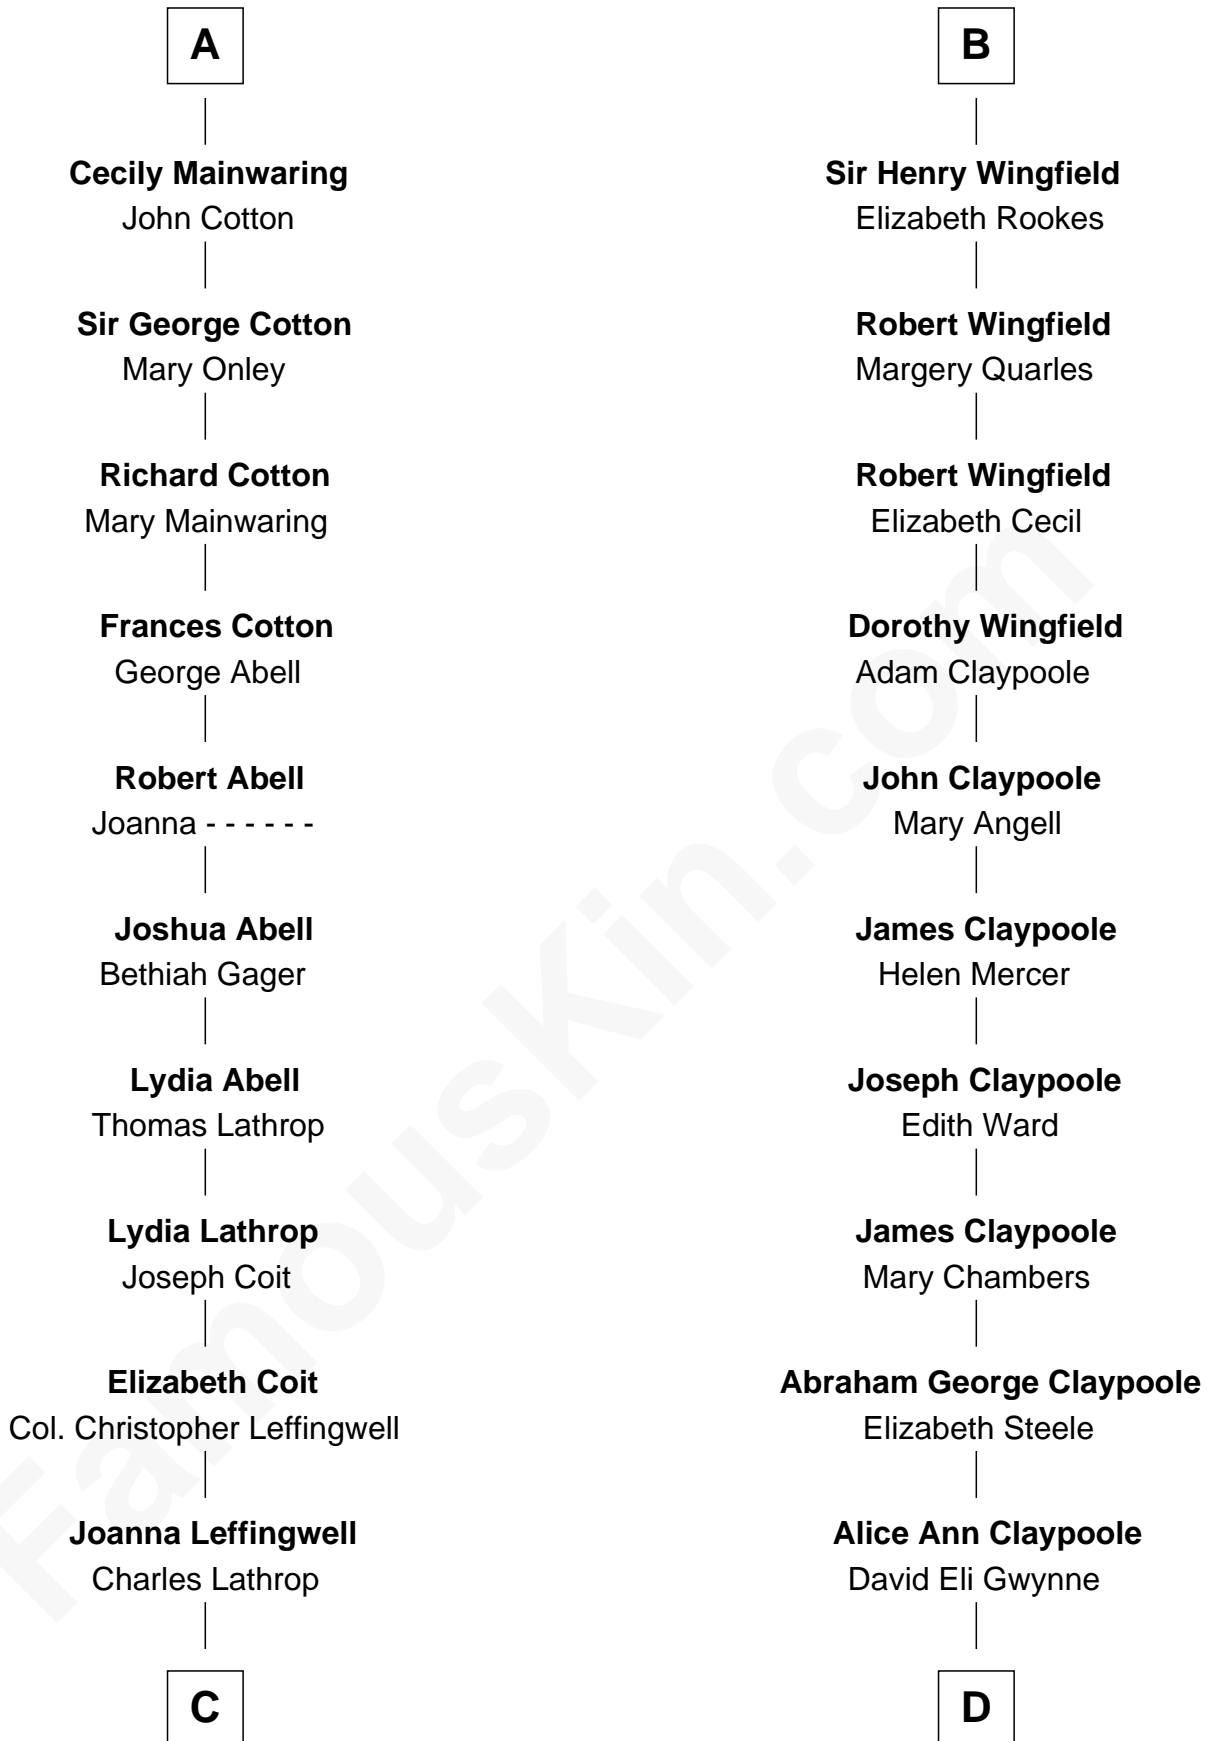 A
Cecily Mainwaring
John Cotton
Sir George Cotton
Mary Onley
Richard Cotton
Mary Mainwaring
Frances Cotton
George Abell
Robert Abell
Joanna - - - - - -
Joshua Abell
Bethiah Gager
Lydia Abell
Thomas Lathrop
Lydia Lathrop
Joseph Coit
Elizabeth Coit
Col. Christopher Leffingwell
Joanna Leffingwell
Charles Lathrop
C
B
Sir Henry Wingfield
Elizabeth Rookes
Robert Wingfield
Margery Quarles
Robert Wingfield
Elizabeth Cecil
Dorothy Wingfield
Adam Claypoole
John Claypoole
Mary Angell
James Claypoole
Helen Mercer
Joseph Claypoole
Edith Ward
James Claypoole
Mary Chambers
Abraham George Claypoole
Elizabeth Steele
Alice Ann Claypoole
David Eli Gwynne
D
FamousKin.com